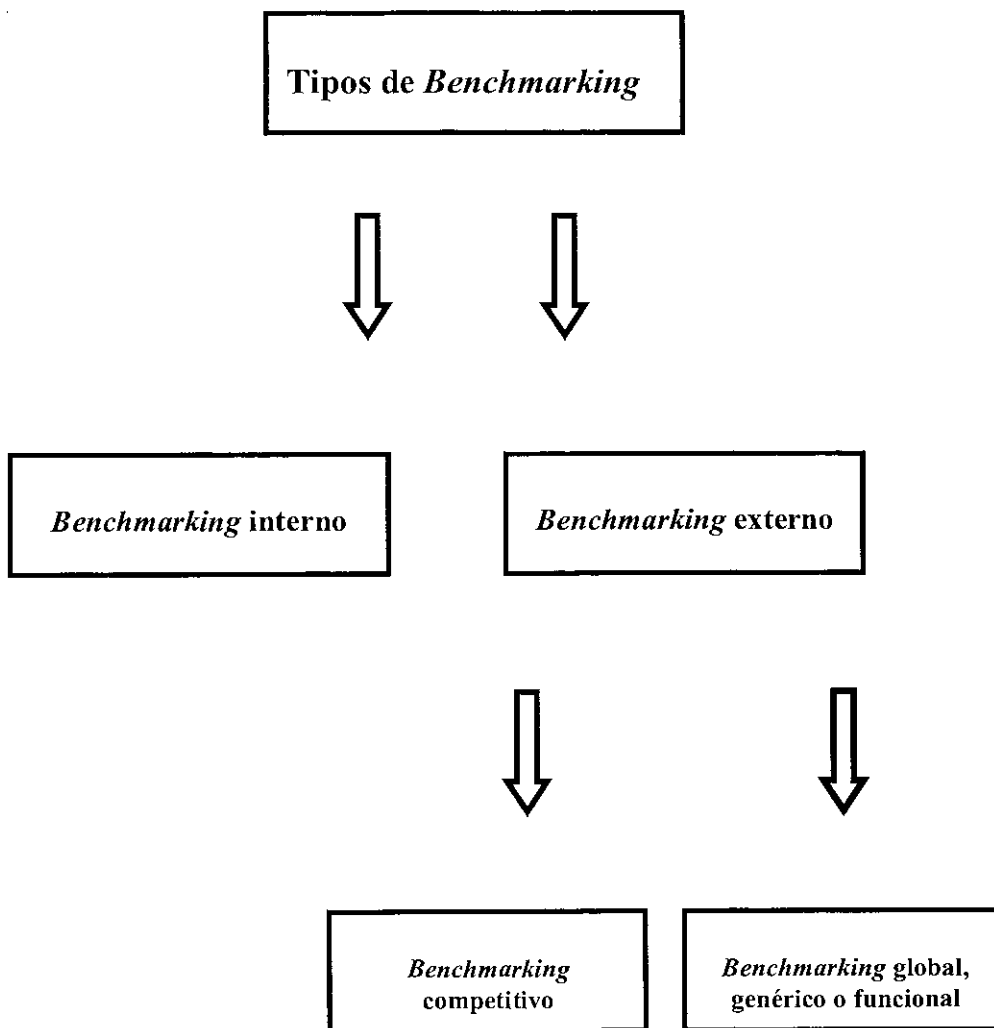 Tipos de Benchmarking
Benchmarking interno
Benchmarking externo
Benchmarking
competitivo
Benchmarking global,
genérico o funcional